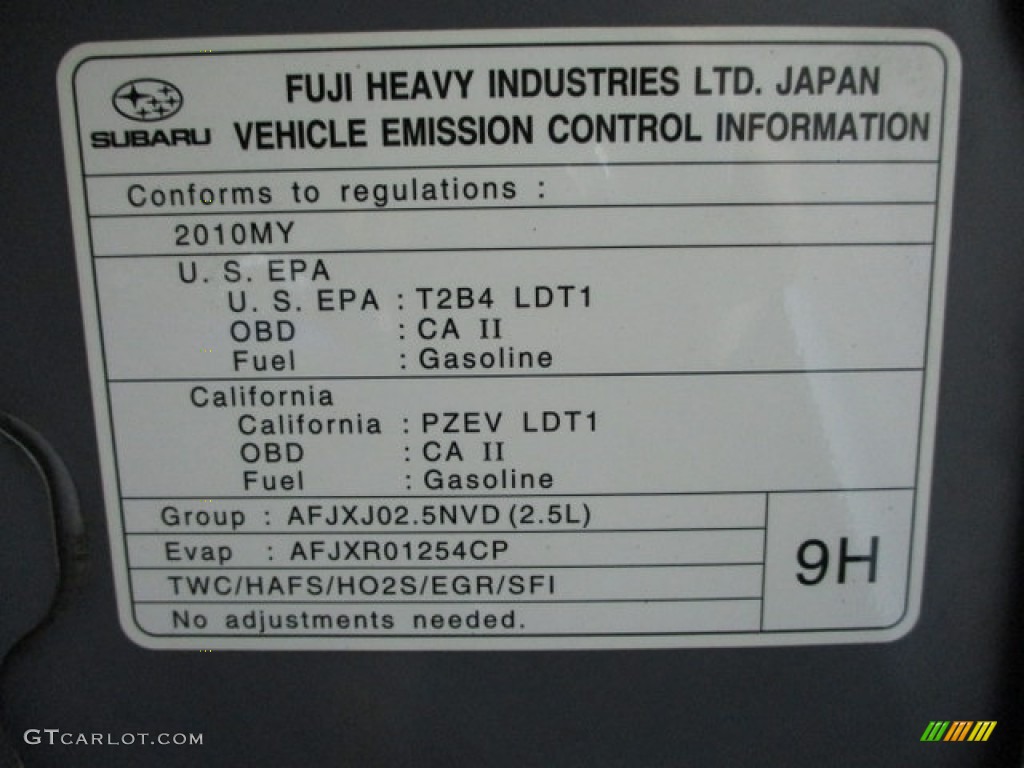 FUJI HEAVY INDUSTRIES LTD. JAPAN
SUBARU VEHICLE EMISSION CONTROL INFORMATION
Conforms to regulations :
2010MY
U. S. EPA
U. S. EPA : T2B4 LDT1
OBD : CA II
Fuel : Gasoline
California
California : PZEV LDT1
OBD : CA II
Fuel : Gasoline
Group : AFJXJ02.5NVD (2.5L)
Evap : AFJXR01254CP
9H
TWC/HAFS/HO2S/EGR/SFI
No adjustments needed.
GTCARLOT.COM